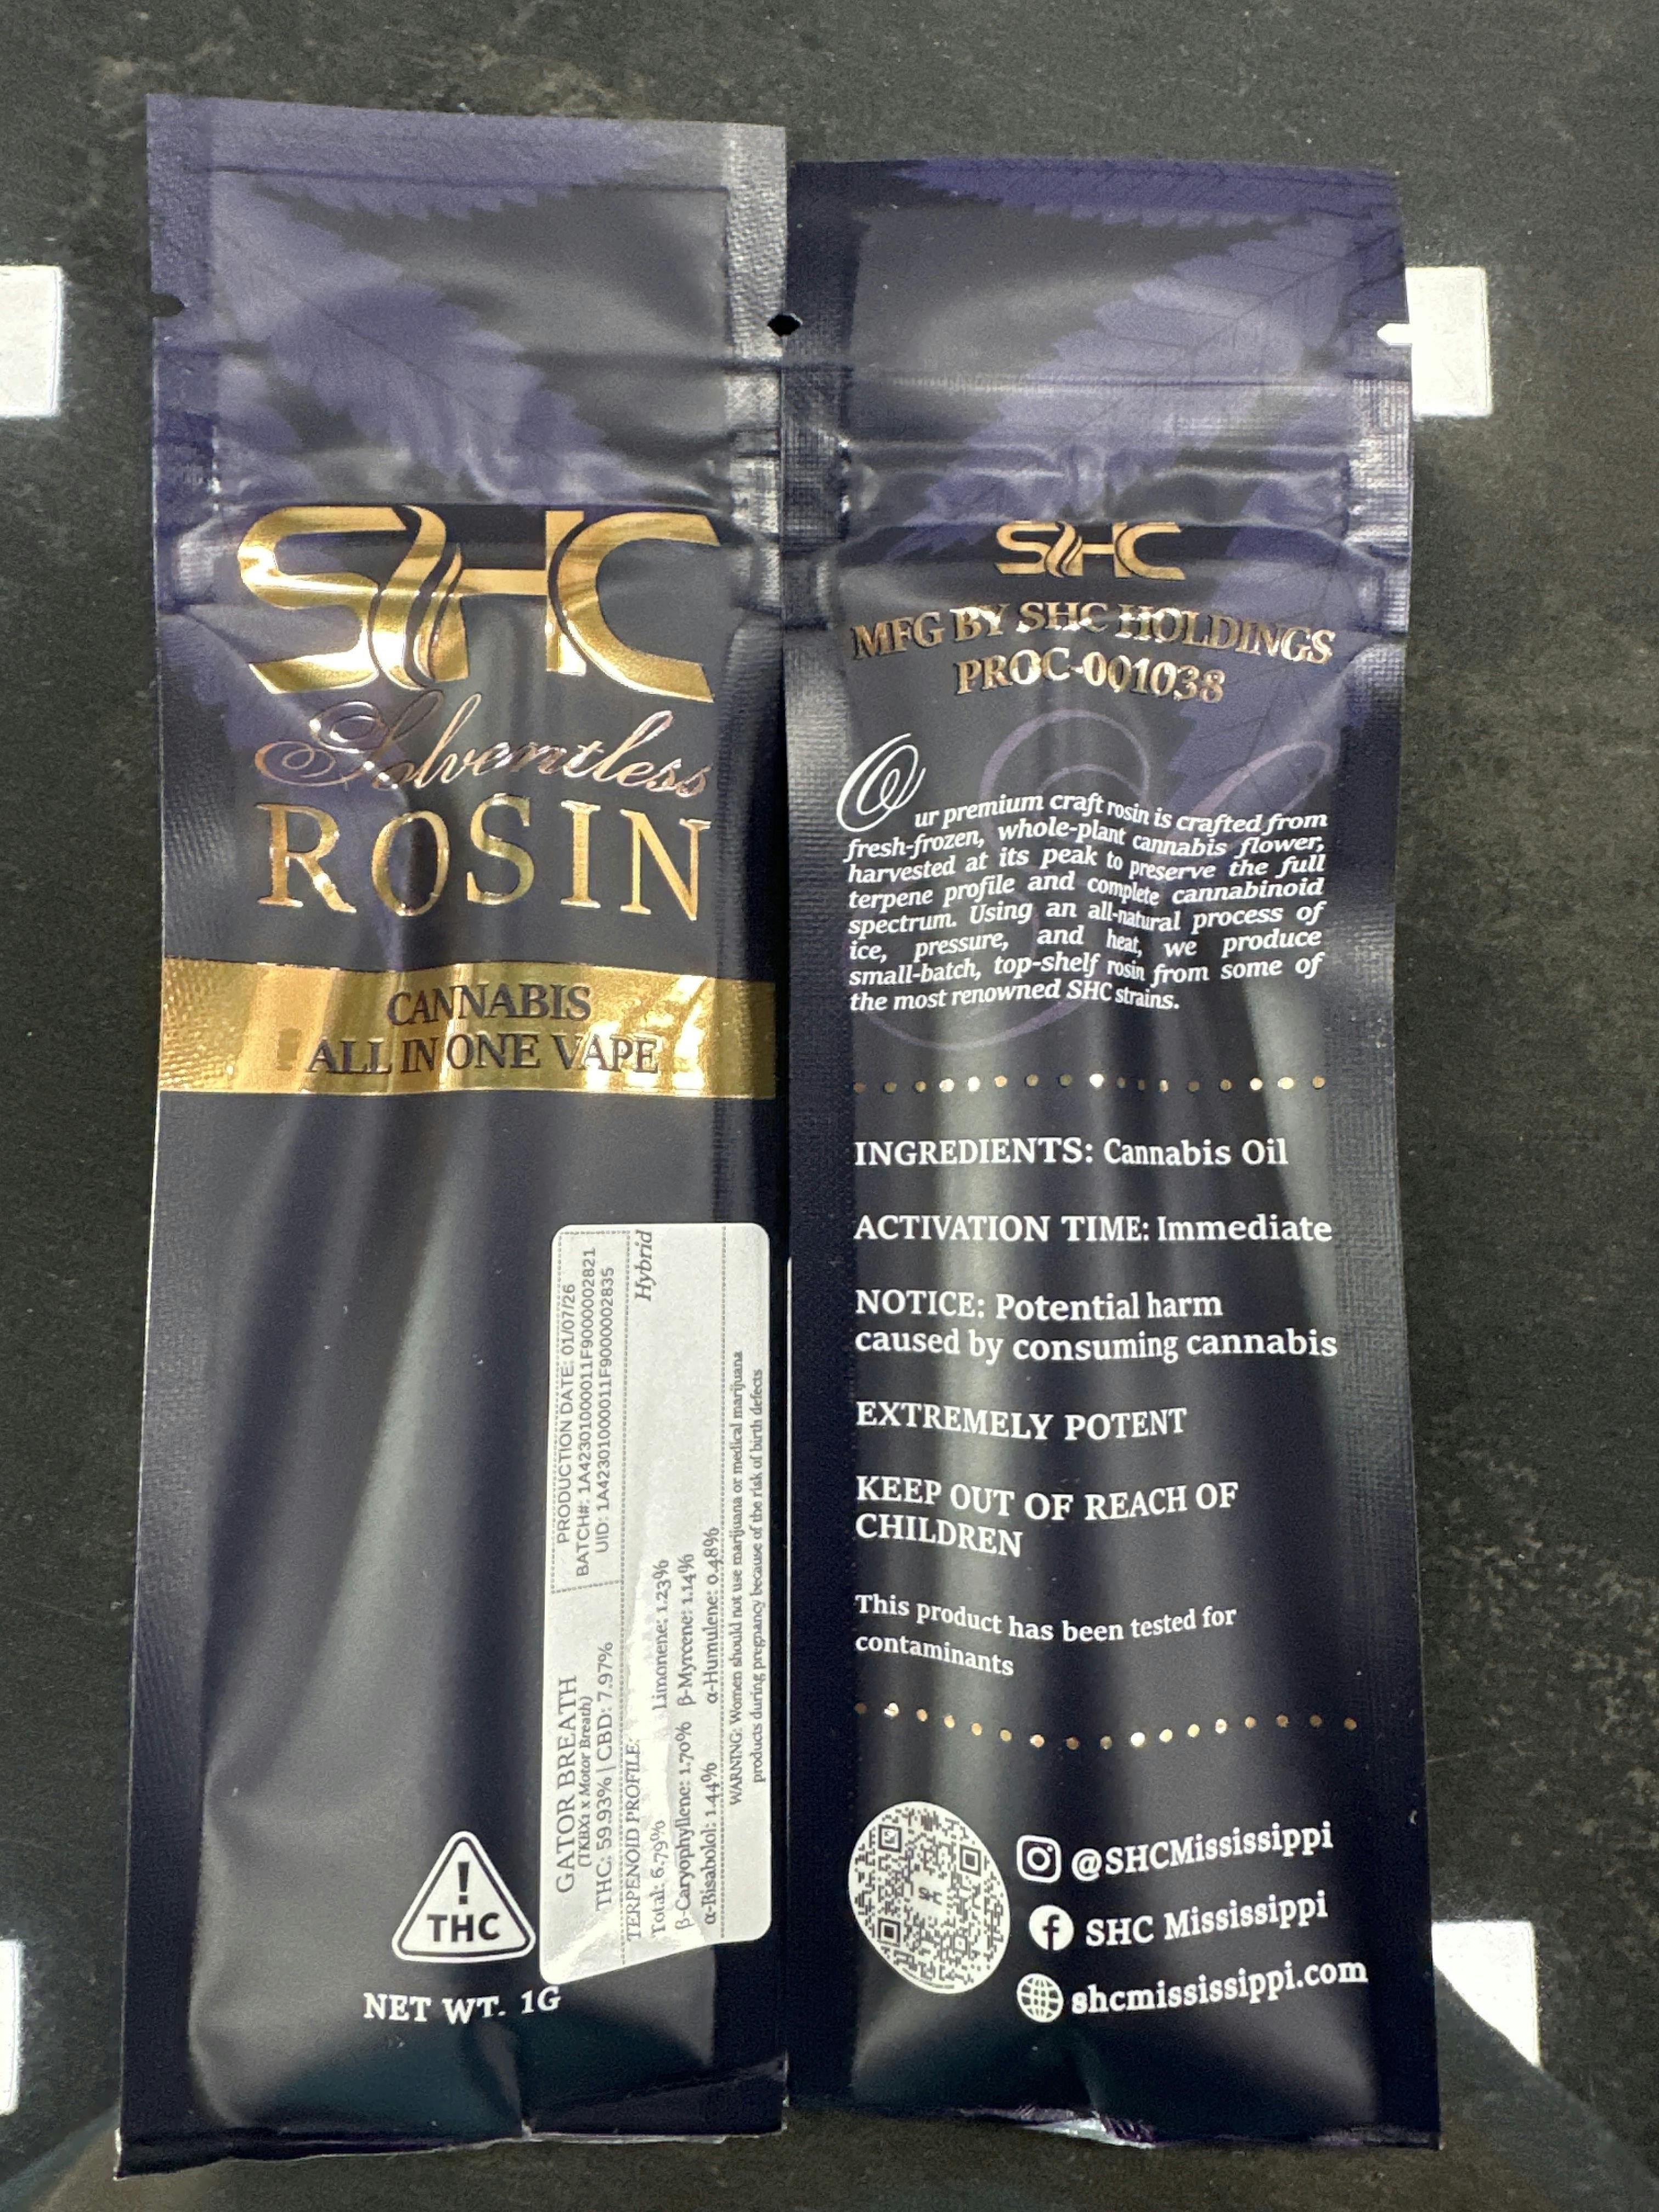 SHC
Solventless
ROSIN
CANNABIS
ALL IN ONE VAPE
GATOR BREATH
(TKBX1 x Motor Breath)
THC: 59.93% | CBD: 7.97%
PRODUCTION DATE: 01/07/26
BATCH#: 1A42301000011F9000002821
UID: 1A42301000011F9000002835
TERPENOID PROFILE:
Hybrid
Total: 6.79% Limonene: 1.23%
β-Caryophyllene: 1.70% β-Myrcene: 1.14%
α-Bisabolol: 1.44% α-Humulene: 0.48%
WARNING: Women should not use marijuana or medical marijuana
products during pregnancy because of the risk of birth defects
!
THC
NET WT. 1G
SHC
MFG BY SHC HOLDINGS
PROC-001038
Our premium craft rosin is crafted from
fresh-frozen, whole-plant cannabis flower,
harvested at its peak to preserve the full
terpene profile and complete cannabinoid
spectrum. Using an all-natural process of
ice, pressure, and heat, we produce
small-batch, top-shelf rosin from some of
the most renowned SHC strains.
INGREDIENTS: Cannabis Oil
ACTIVATION TIME: Immediate
NOTICE: Potential harm
caused by consuming cannabis
EXTREMELY POTENT
KEEP OUT OF REACH OF
CHILDREN
This product has been tested for
contaminants
SHC
@SHCMississippi
SHC Mississippi
shcmississippi.com